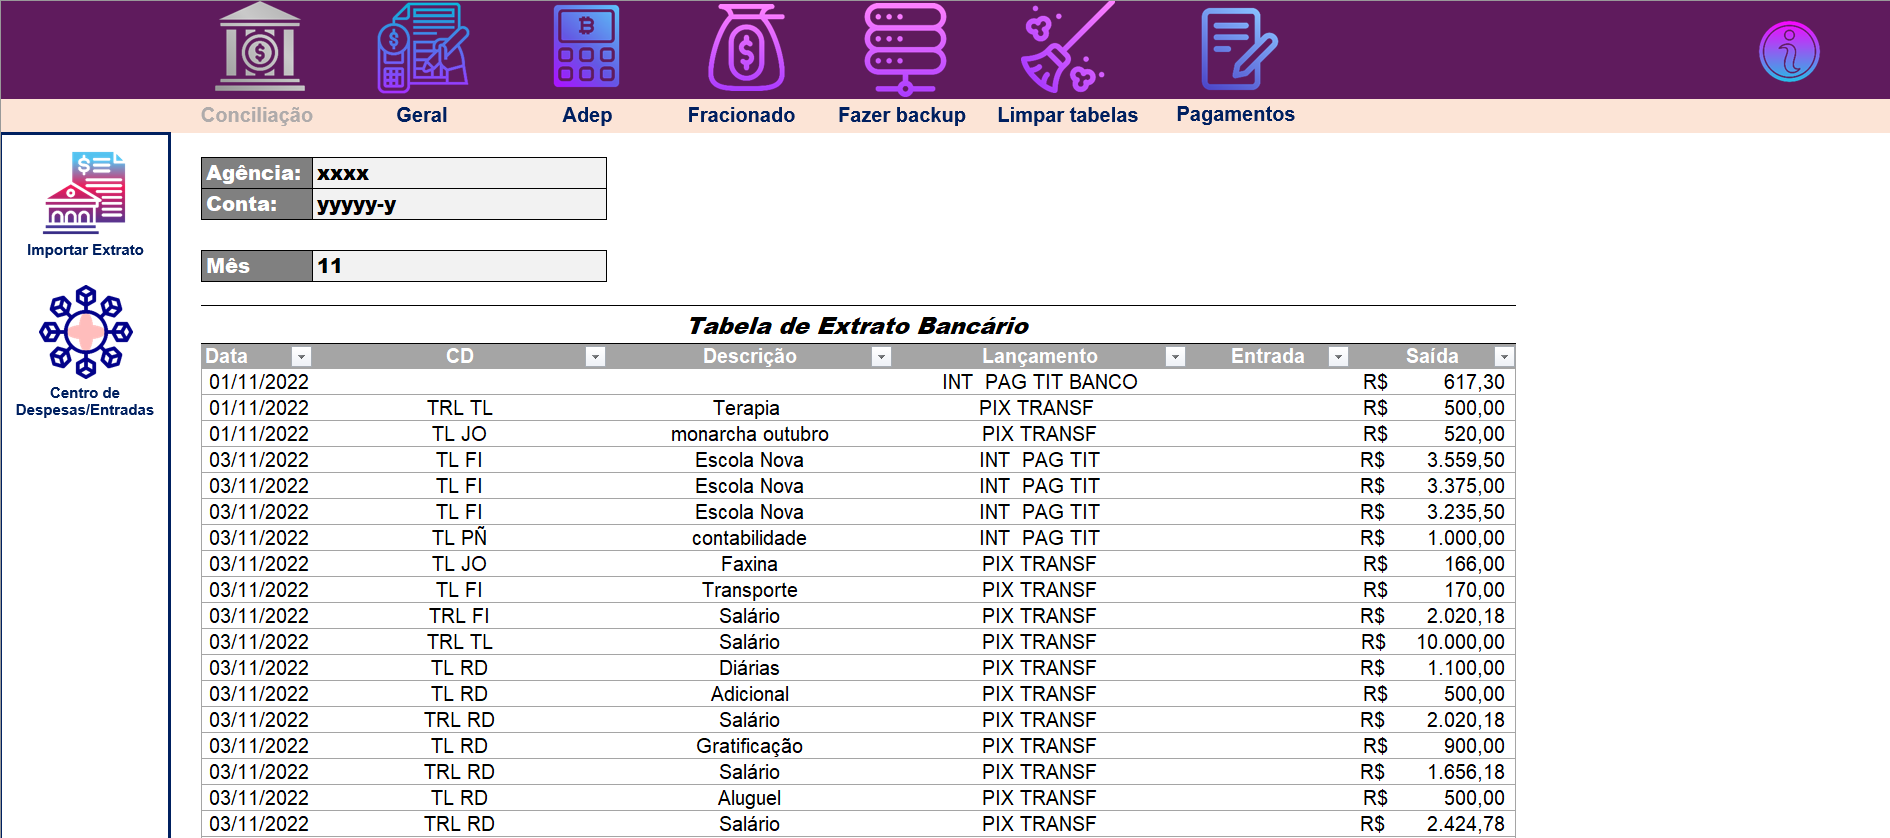 Conciliação Geral Adep Fracionado Fazer backup Limpar tabelas Pagamentos
Importar Extrato
Centro de
Despesas/Entradas
Agência: xxxx
Conta: yyyyy-y
Mês 11
Tabela de Extrato Bancário
Data CD Descrição Lançamento Entrada Saída
01/11/2022 INT PAG TIT BANCO R$ 617,30
01/11/2022 TRL TL Terapia PIX TRANSF R$ 500,00
01/11/2022 TL JO monarcha outubro PIX TRANSF R$ 520,00
03/11/2022 TL FI Escola Nova INT PAG TIT R$ 3.559,50
03/11/2022 TL FI Escola Nova INT PAG TIT R$ 3.375,00
03/11/2022 TL FI Escola Nova INT PAG TIT R$ 3.235,50
03/11/2022 TL PÑ contabilidade INT PAG TIT R$ 1.000,00
03/11/2022 TL JO Faxina PIX TRANSF R$ 166,00
03/11/2022 TL FI Transporte PIX TRANSF R$ 170,00
03/11/2022 TRL FI Salário PIX TRANSF R$ 2.020,18
03/11/2022 TRL TL Salário PIX TRANSF R$ 10.000,00
03/11/2022 TL RD Diárias PIX TRANSF R$ 1.100,00
03/11/2022 TL RD Adicional PIX TRANSF R$ 500,00
03/11/2022 TRL RD Salário PIX TRANSF R$ 2.020,18
03/11/2022 TL RD Gratificação PIX TRANSF R$ 900,00
03/11/2022 TRL RD Salário PIX TRANSF R$ 1.656,18
03/11/2022 TL RD Aluguel PIX TRANSF R$ 500,00
03/11/2022 TRL RD Salário PIX TRANSF R$ 2.424,78